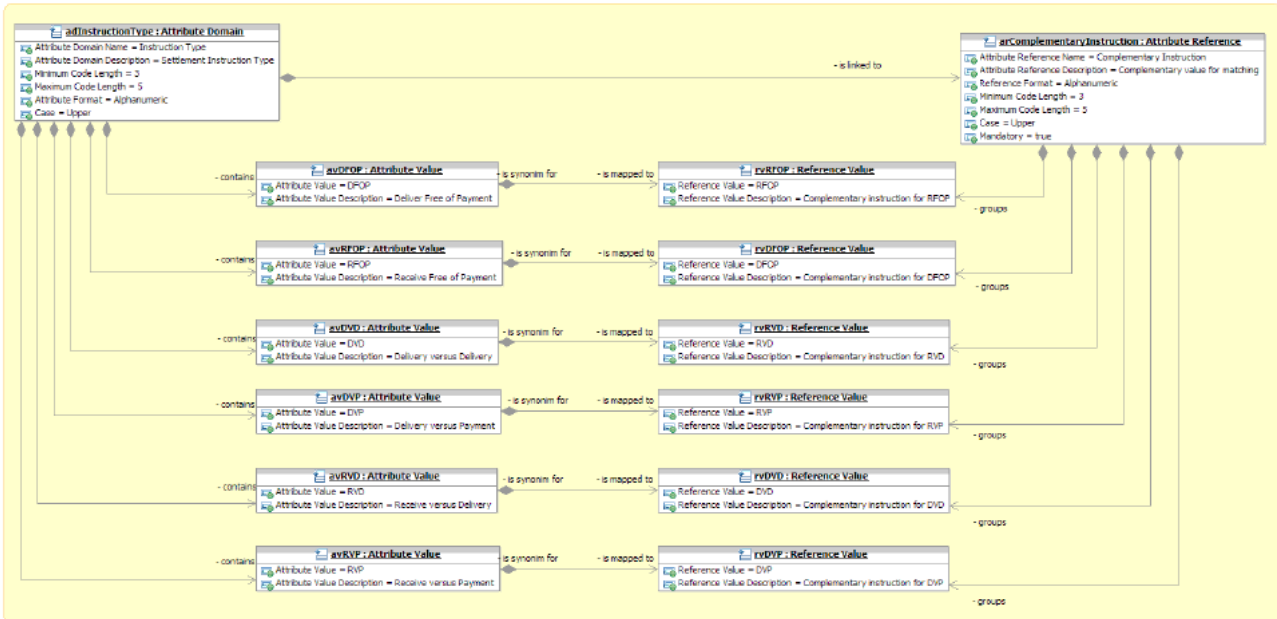 adInstructionType : Attribute Domain
Attribute Domain Name = Instruction Type
Attribute Domain Description = Settlement Instruction Type
Minimum Code Length = 3
Maximum Code Length = 5
Attribute Format = Alphanumeric
Case = Upper
- is linked to
arComplementaryInstruction : Attribute Reference
Attribute Reference Name = Complementary Instruction
Attribute Reference Description = Complementary value for matching
Reference Format = Alphanumeric
Minimum Code Length = 3
Maximum Code Length = 5
Case = Upper
Mandatory = true
- contains
avDFOP : Attribute Value
Attribute Value = DFOP
Attribute Value Description = Deliver Free of Payment
- is synonim for
- is mapped to
rvRFOP : Reference Value
Reference Value = RFOP
Reference Value Description = Complementary instruction for RFOP
- groups
- contains
avRFOP : Attribute Value
Attribute Value = RFOP
Attribute Value Description = Receive Free of Payment
- is synonim for
- is mapped to
rvDFOP : Reference Value
Reference Value = DFOP
Reference Value Description = Complementary instruction for DFOP
- groups
- contains
avDVD : Attribute Value
Attribute Value = DVD
Attribute Value Description = Delivery versus Delivery
- is synonim for
- is mapped to
rvRVD : Reference Value
Reference Value = RVD
Reference Value Description = Complementary instruction for RVD
- groups
- contains
avDVP : Attribute Value
Attribute Value = DVP
Attribute Value Description = Delivery versus Payment
- is synonim for
- is mapped to
rvRVP : Reference Value
Reference Value = RVP
Reference Value Description = Complementary instruction for RVP
- groups
- contains
avRVD : Attribute Value
Attribute Value = RVD
Attribute Value Description = Receive versus Delivery
- is synonim for
- is mapped to
rvDVD : Reference Value
Reference Value = DVD
Reference Value Description = Complementary instruction for DVD
- groups
- contains
avRVP : Attribute Value
Attribute Value = RVP
Attribute Value Description = Receive versus Payment
- is synonim for
- is mapped to
rvDVP : Reference Value
Reference Value = DVP
Reference Value Description = Complementary instruction for DVP
- groups